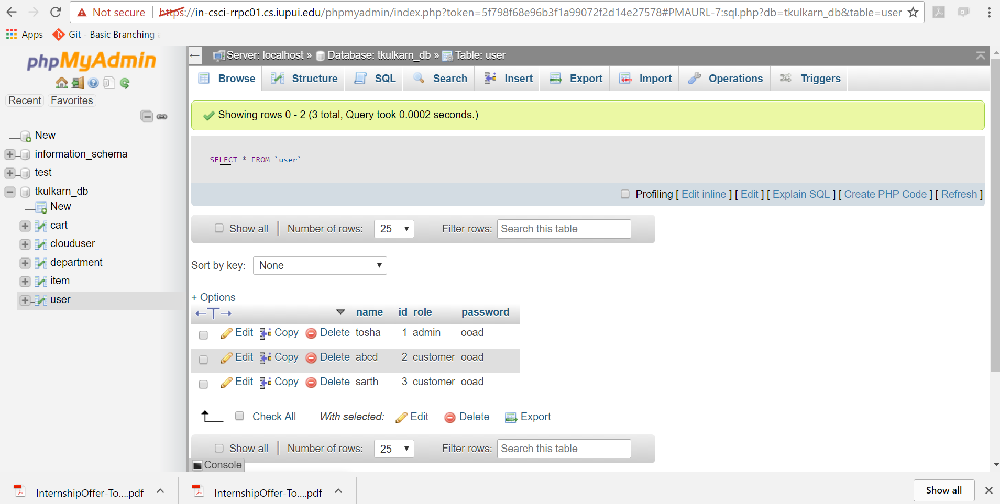 Not secure https://in-csci-rrpc01.cs.iupui.edu/phpmyadmin/index.php?token=5f798f68e96b3f1a99072f2d14e27578#PMAURL-7:sql.php?db=tkulkarn_db&table=user
Apps Git - Basic Branching
phpMyAdmin
Recent Favorites
New
information_schema
test
tkulkarn_db
New
cart
clouduser
department
item
user
Server: localhost » Database: tkulkarn_db » Table: user
Browse Structure SQL Search Insert Export Import Operations Triggers
Showing rows 0 - 2 (3 total, Query took 0.0002 seconds.)
SELECT * FROM `user`
Profiling [ Edit inline ] [ Edit ] [ Explain SQL ] [ Create PHP Code ] [ Refresh ]
Show all Number of rows: 25 Filter rows: Search this table
Sort by key: None
+ Options
←T→ name id role password
Edit Copy Delete tosha 1 admin ooad
Edit Copy Delete abcd 2 customer ooad
Edit Copy Delete sarth 3 customer ooad
Check All With selected: Edit Delete Export
Show all Number of rows: 25 Filter rows: Search this table
Console
InternshipOffer-To....pdf InternshipOffer-To....pdf Show all